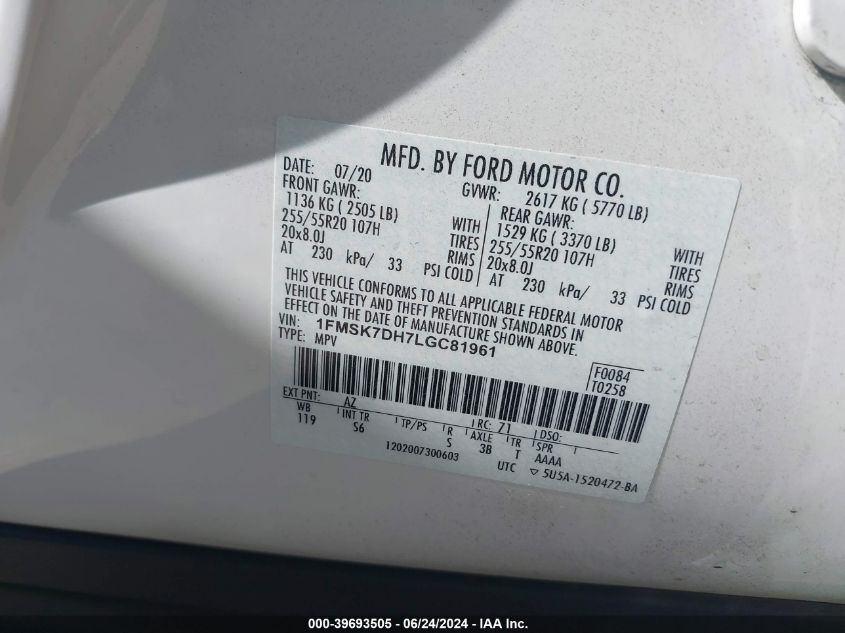 MFD. BY FORD MOTOR CO.
DATE: 07/20 GVWR: 2617 KG ( 5770 LB)
FRONT GAWR: REAR GAWR:
1136 KG ( 2505 LB) WITH 1529 KG ( 3370 LB) WITH
255/55R20 107H TIRES 255/55R20 107H TIRES
20x8.0J RIMS 20x8.0J RIMS
AT 230 kPa/ 33 PSI COLD AT 230 kPa/ 33 PSI COLD
THIS VEHICLE CONFORMS TO ALL APPLICABLE FEDERAL MOTOR
VEHICLE SAFETY AND THEFT PREVENTION STANDARDS IN
EFFECT ON THE DATE OF MANUFACTURE SHOWN ABOVE.
VIN: 1FMSK7DH7LGC81961
TYPE: MPV
F0084
T0258
EXT PNT: AZ RC: 71 DSO:
WB INT TR TP/PS R AXLE TR SPR
119 S6 S 3B T AAAA
1202007300603 UTC ▽ 5U5A-1520472-BA
000-39693505 - 06/24/2024 - IAA Inc.